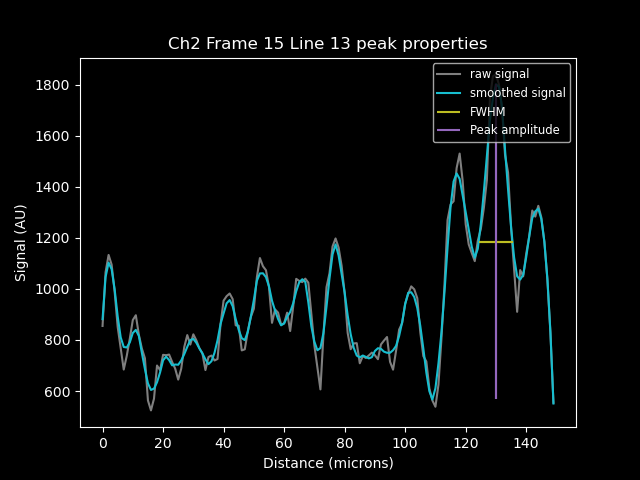 Ch2 Frame 15 Line 13 peak properties
raw signal
smoothed signal
FWHM
Peak amplitude
1800
1600
1400
1200
1000
800
600
Signal (AU)
0 20 40 60 80 100 120 140
Distance (microns)